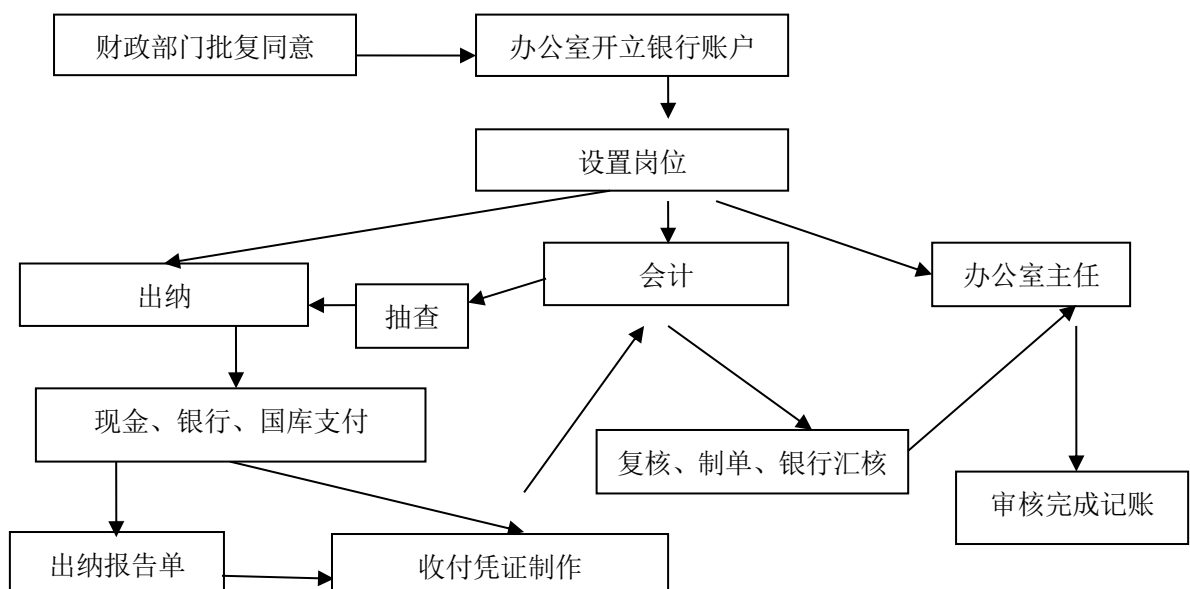 财政部门批复同意
办公室开立银行账户
设置岗位
会计
办公室主任
出纳
抽查
现金、银行、国库支付
复核、制单、银行汇核
审核完成记账
出纳报告单
收付凭证制作